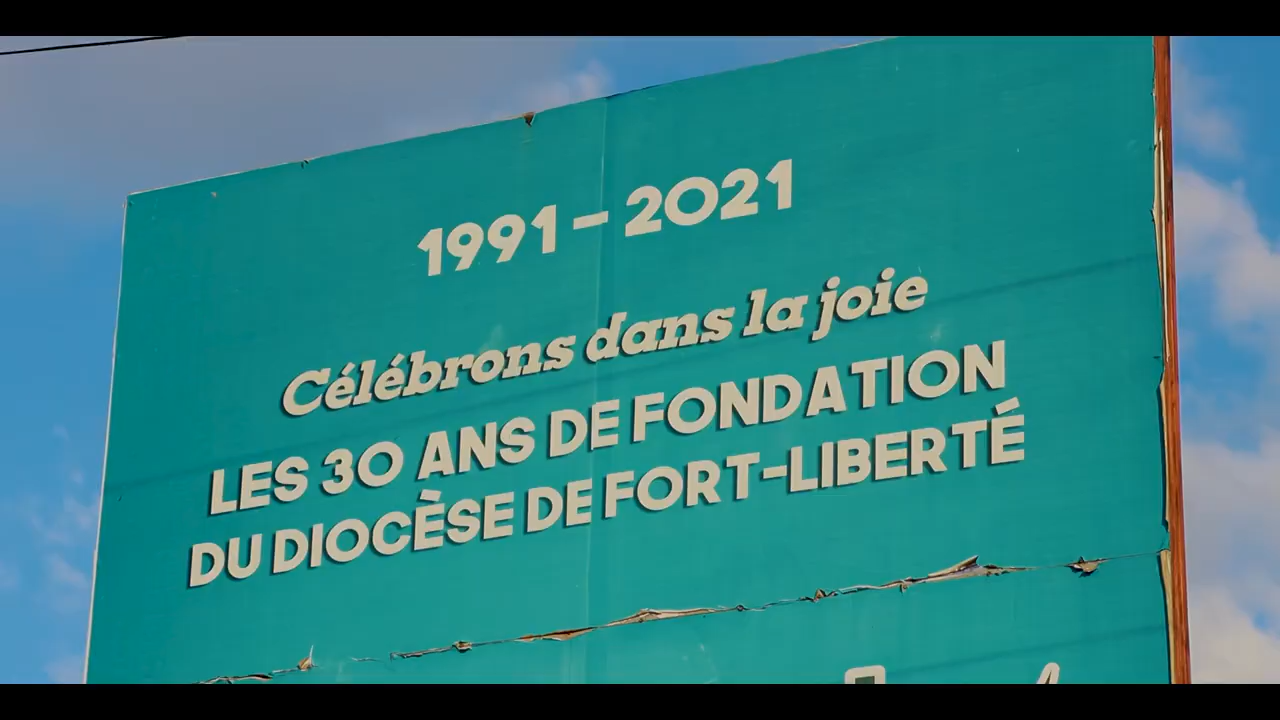 1991 – 2021
Célébrons dans la joie
LES 30 ANS DE FONDATION
DU DIOCÈSE DE FORT-LIBERTÉ